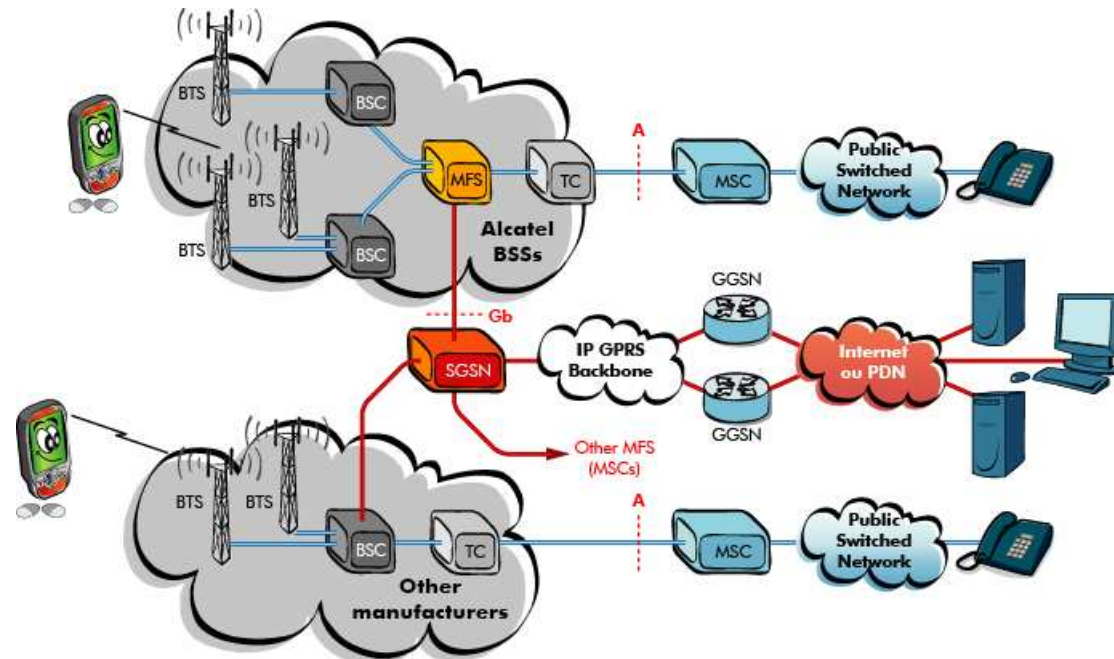 BTS
BSC
A
BTS
MFS
TC
MSC
Public
Switched
Network
BTS
BSC
Alcatel
BSSs
GGSN
Gb
SGSN
IP GPRS
Backbone
Internet
ou PDN
GGSN
Other MFS
(MSCs)
BTS
BTS
A
BSC
TC
MSC
Public
Switched
Network
Other
manufacturers